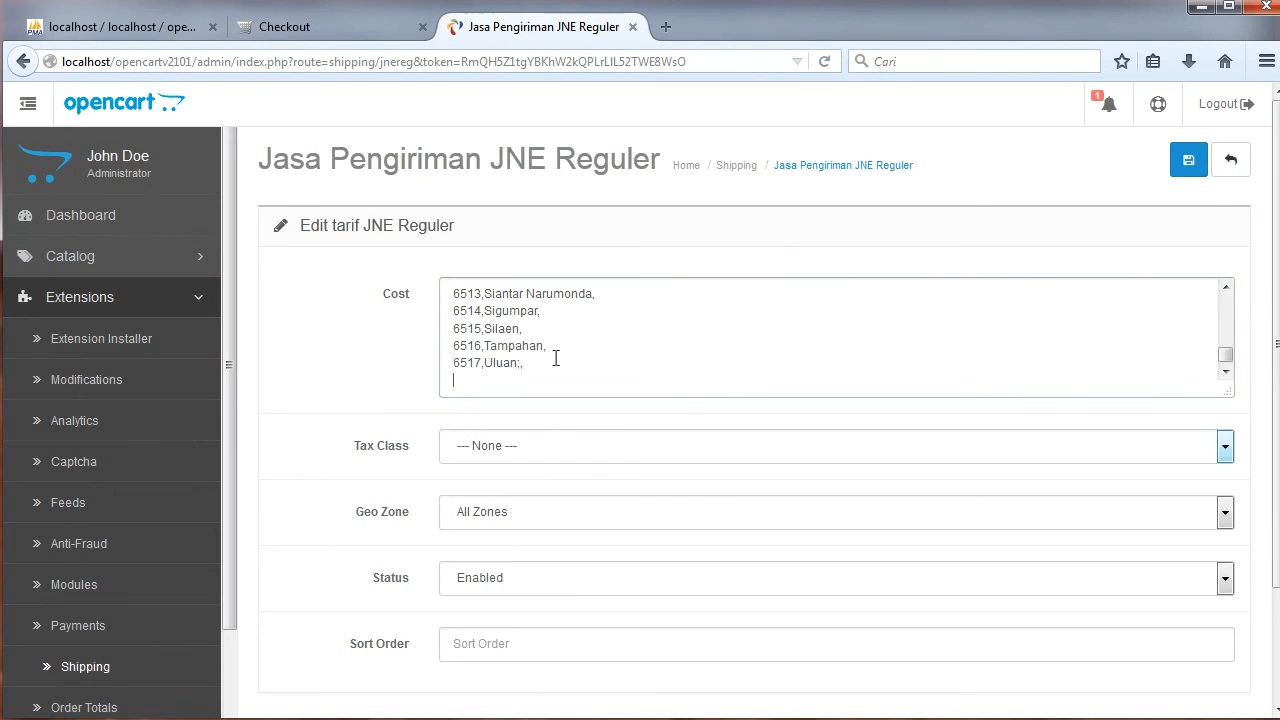 localhost / localhost / ope...
Checkout
Jasa Pengiriman JNE Reguler
localhost/opencartv2101/admin/index.php?route=shipping/jnereg&token=RmQH5Z1tgYBKhWZkQPLrLlL52TWE8WsO
Cari
opencart
1
Logout
John Doe
Administrator
Dashboard
Catalog
Extensions
Extension Installer
Modifications
Analytics
Captcha
Feeds
Anti-Fraud
Modules
Payments
Shipping
Order Totals
Jasa Pengiriman JNE Reguler
Home / Shipping / Jasa Pengiriman JNE Reguler
Edit tarif JNE Reguler
Cost
6513,Siantar Narumonda,
6514,Sigumpar,
6515,Silaen,
6516,Tampahan,
6517,Uluan;,
Tax Class
--- None ---
Geo Zone
All Zones
Status
Enabled
Sort Order
Sort Order